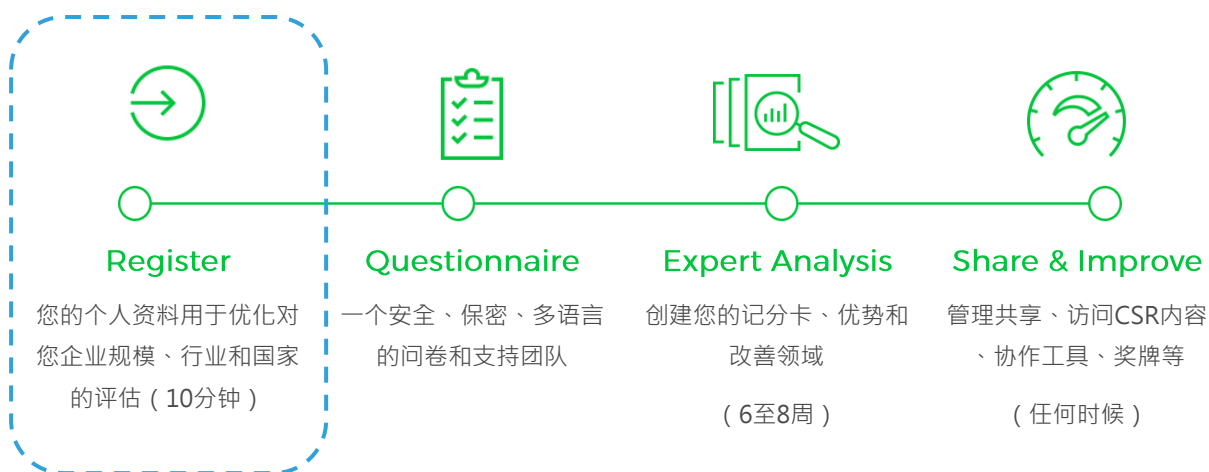 Register
您的个人资料用于优化对
您企业规模、行业和国家
的评估（10分钟）
Questionnaire
一个安全、保密、多语言
的问卷和支持团队
Expert Analysis
创建您的记分卡、优势和
改善领域
（6至8周）
Share & Improve
管理共享、访问CSR内容
、协作工具、奖牌等
（任何时候）